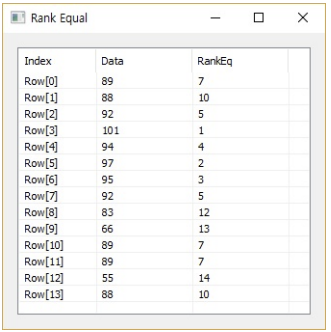 Rank Equal
Index Data RankEq
Row[0] 89 7
Row[1] 88 10
Row[2] 92 5
Row[3] 101 1
Row[4] 94 4
Row[5] 97 2
Row[6] 95 3
Row[7] 92 5
Row[8] 83 12
Row[9] 66 13
Row[10] 89 7
Row[11] 89 7
Row[12] 55 14
Row[13] 88 10